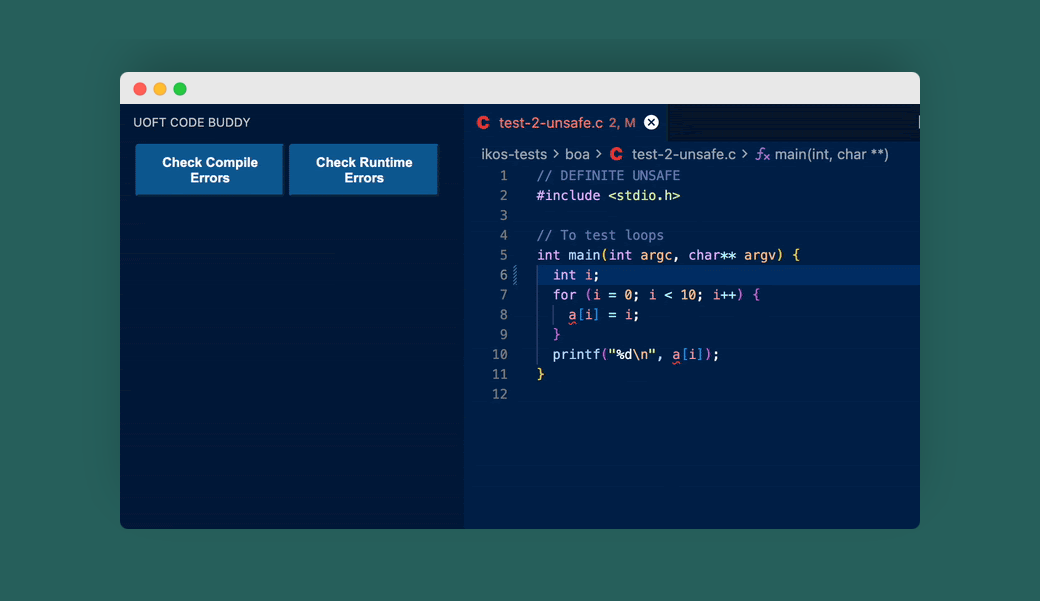 UOFT CODE BUDDY
Check Compile
Errors
Check Runtime
Errors
C test-2-unsafe.c 2, M
ikos-tests > boa > C test-2-unsafe.c > fx main(int, char **)
1 // DEFINITE UNSAFE
2 #include <stdio.h>
3
4 // To test loops
5 int main(int argc, char** argv) {
6   int i;
7   for (i = 0; i < 10; i++) {
8     a[i] = i;
9   }
10   printf("%d\n", a[i]);
11 }
12